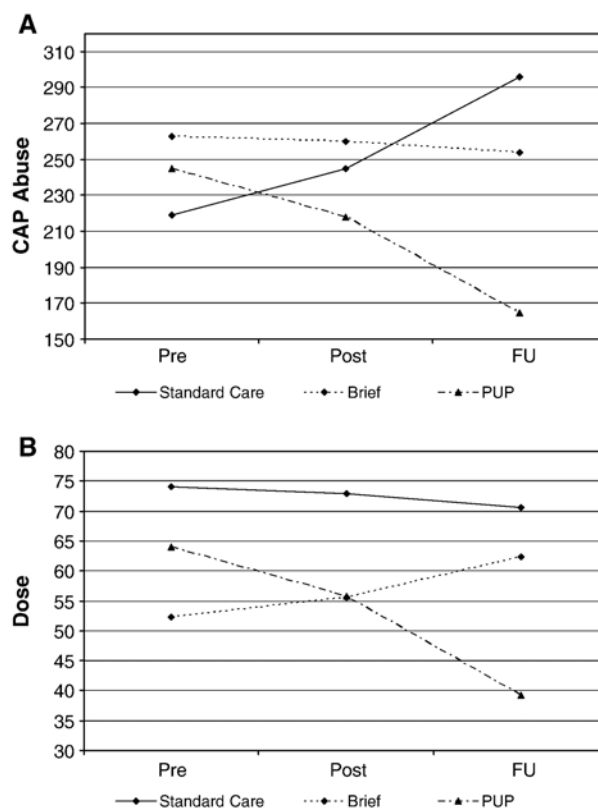 A
310
290
270
250
230
210
190
170
150
CAP Abuse
Pre Post FU
Standard Care Brief PUP
B
80
75
70
65
60
55
50
45
40
35
30
Dose
Pre Post FU
Standard Care Brief PUP